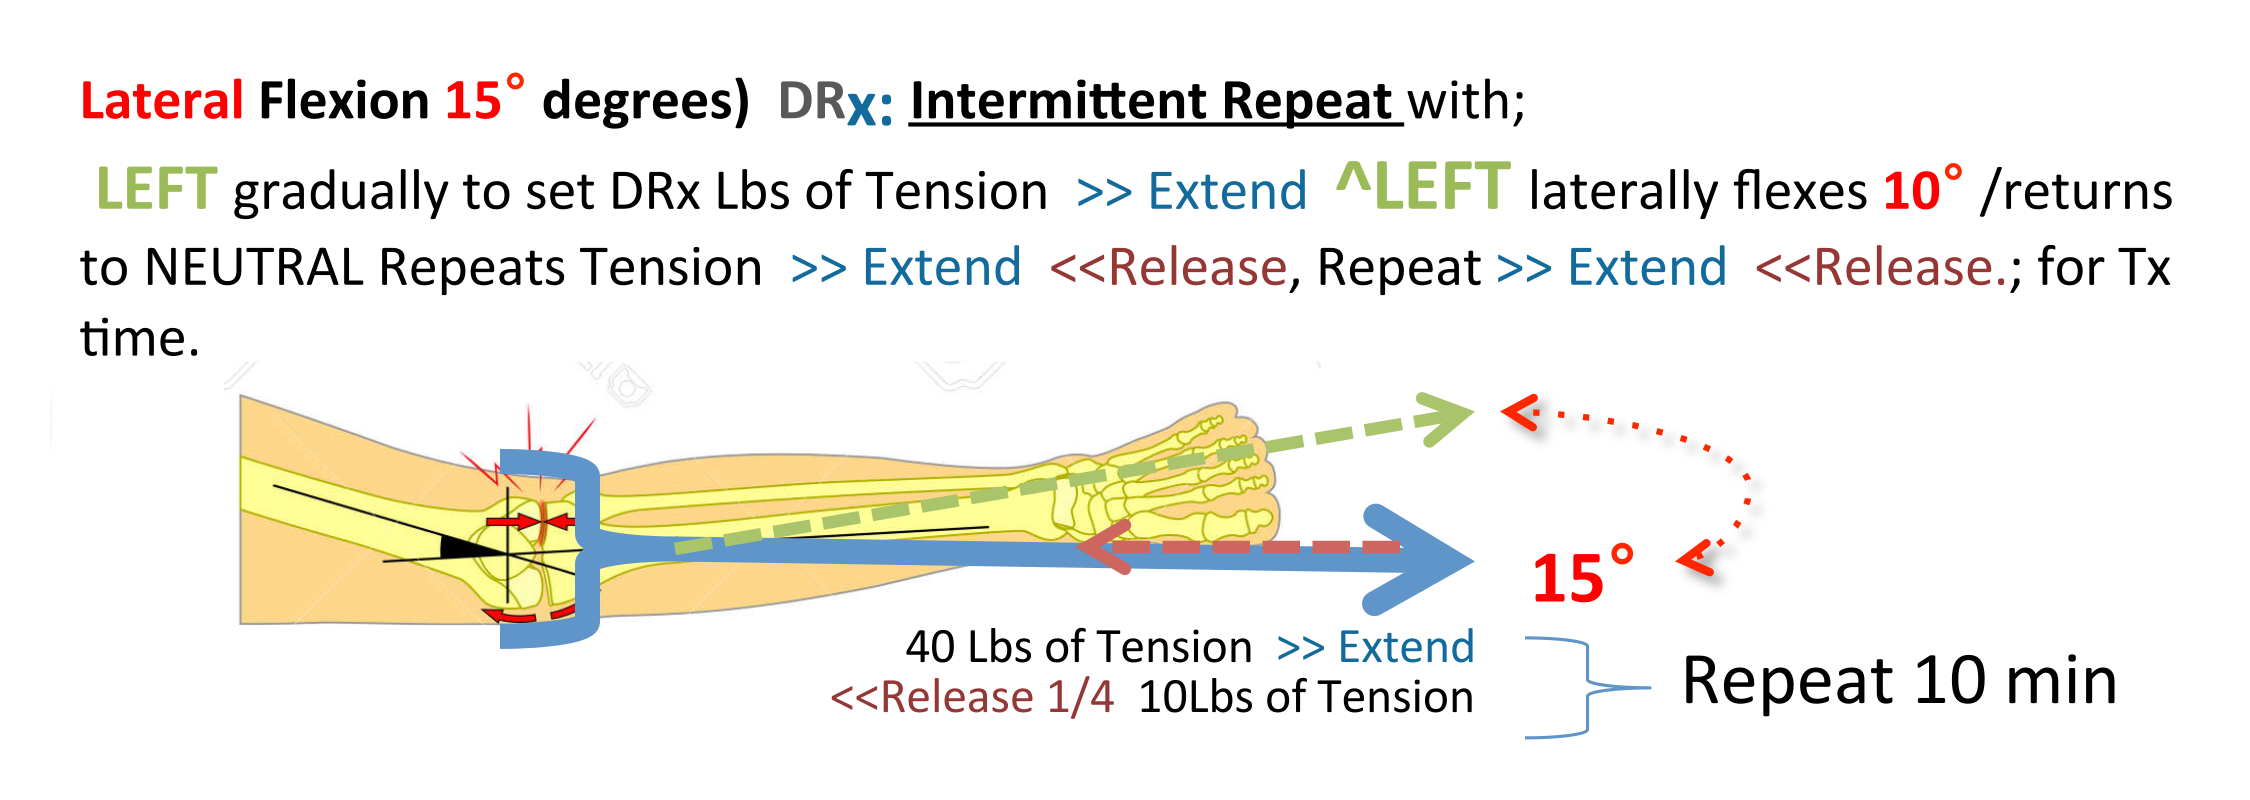 Lateral Flexion 15° degrees) DRx: Intermittent Repeat with;
LEFT gradually to set DRx Lbs of Tension >> Extend ^LEFT laterally flexes 10° /returns
to NEUTRAL Repeats Tension >> Extend <<Release, Repeat >> Extend <<Release.; for Tx
time.
15°
40 Lbs of Tension >> Extend
<<Release 1/4 10Lbs of Tension
Repeat 10 min